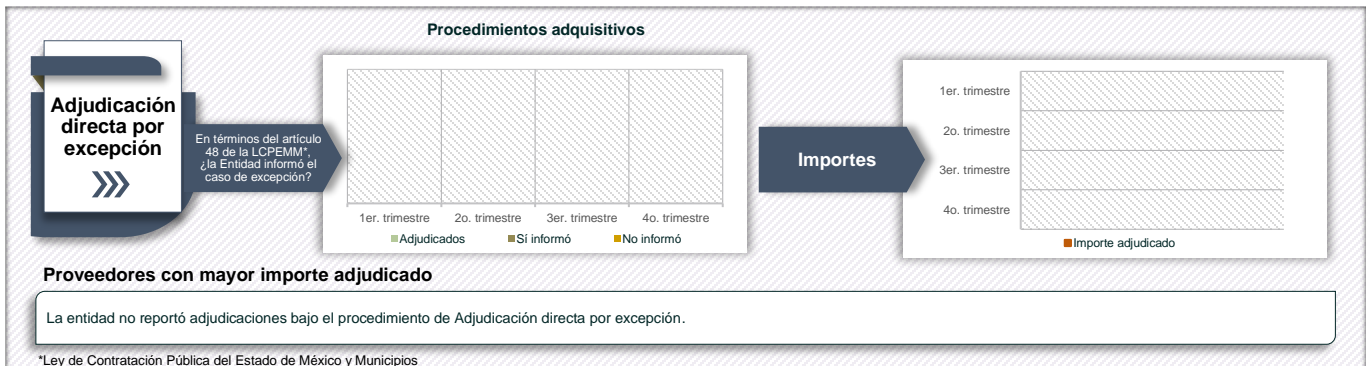 Procedimientos adquisitivos
Adjudicación
directa por
excepción
En términos del artículo
48 de la LCPEMM*,
¿la Entidad informó el
caso de excepción?
1er. trimestre 2o. trimestre 3er. trimestre 4o. trimestre
Adjudicados Sí informó No informó
Importes
1er. trimestre
2o. trimestre
3er. trimestre
4o. trimestre
Importe adjudicado
Proveedores con mayor importe adjudicado
La entidad no reportó adjudicaciones bajo el procedimiento de Adjudicación directa por excepción.
*Ley de Contratación Pública del Estado de México y Municipios